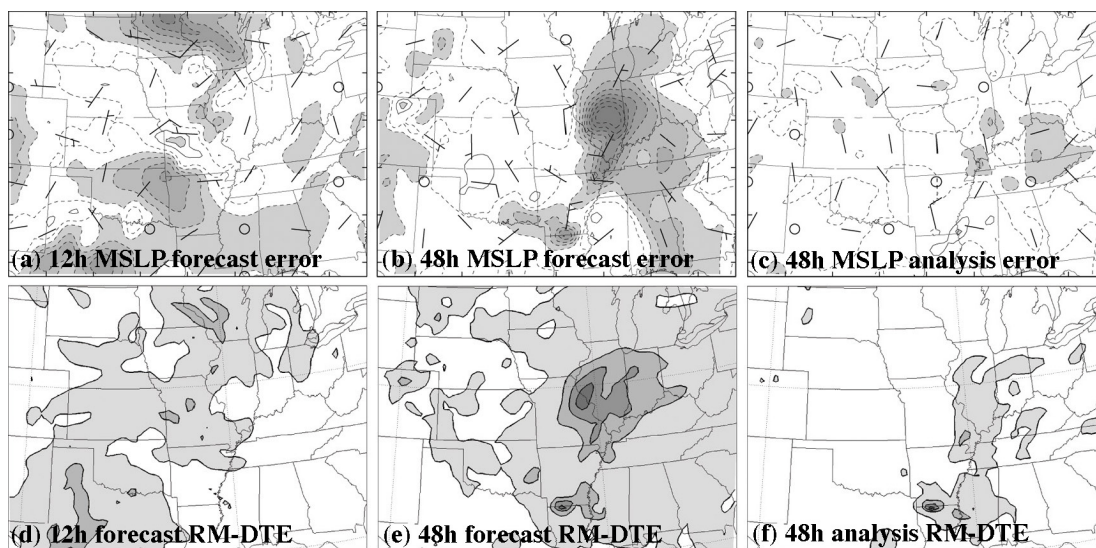 (a) 12h MSLP forecast error
(b) 48h MSLP forecast error
(c) 48h MSLP analysis error
(d) 12h forecast RM-DTE
(e) 48h forecast RM-DTE
(f) 48h analysis RM-DTE